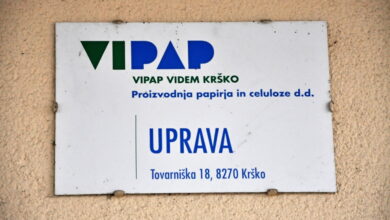 VIPAP
VIPAP VIDEM KRŠKO
Proizvodnja papirja in celuloze d.d.
UPRAVA
Tovarniška 18, 8270 Krško